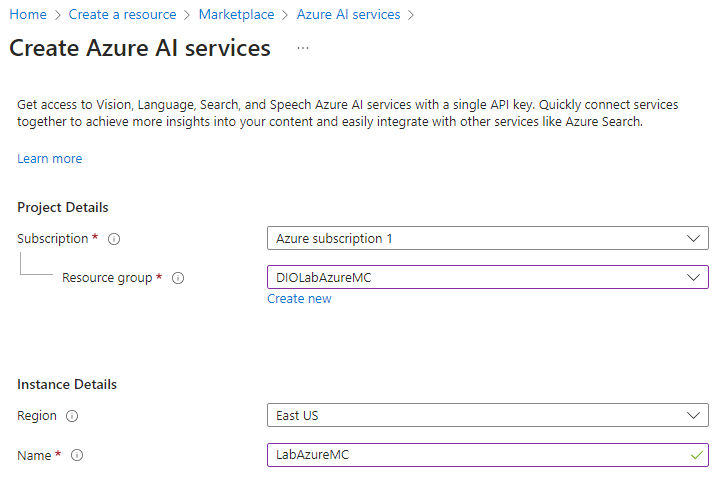 Home > Create a resource > Marketplace > Azure AI services >
Create Azure AI services ...
Get access to Vision, Language, Search, and Speech Azure AI services with a single API key. Quickly connect services
together to achieve more insights into your content and easily integrate with other services like Azure Search.
Learn more
Project Details
Subscription * Azure subscription 1
Resource group * DIOLabAzureMC
Create new
Instance Details
Region East US
Name * LabAzureMC